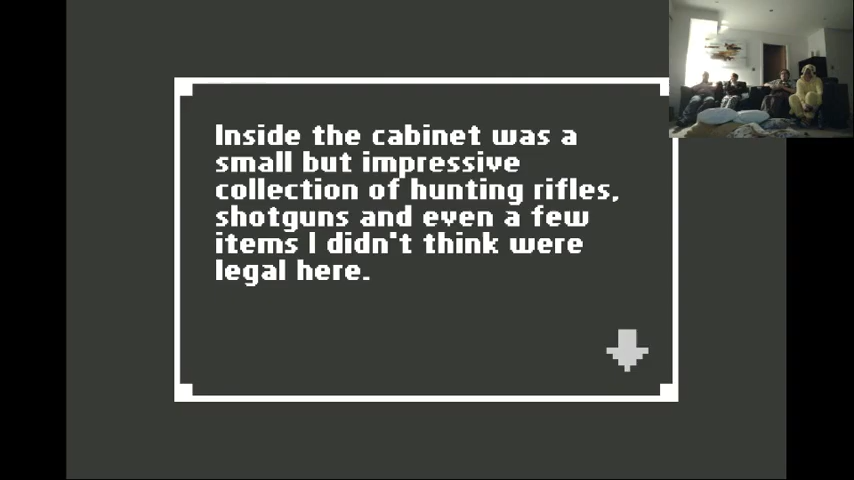 Inside the cabinet was a
small but impressive
collection of hunting rifles,
shotguns and even a few
items I didn't think were
legal here.